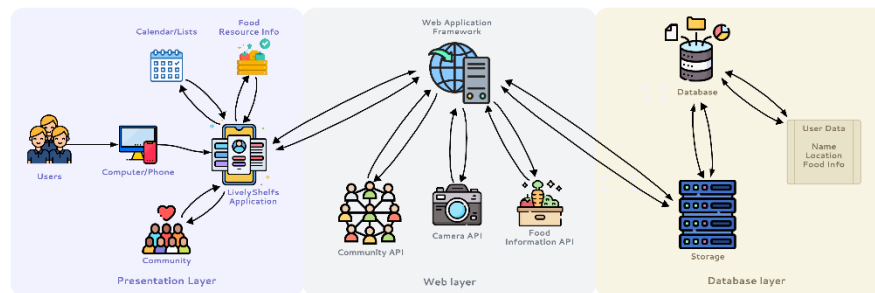 Calendar/Lists
Food
Resource Info
Users
Computer/Phone
LivelyShelfs
Application
Community
Presentation Layer
Web Application
Framework
Community API
Camera API
Food
Information API
Web layer
Database
User Data
Name
Location
Food Info
Storage
Database layer